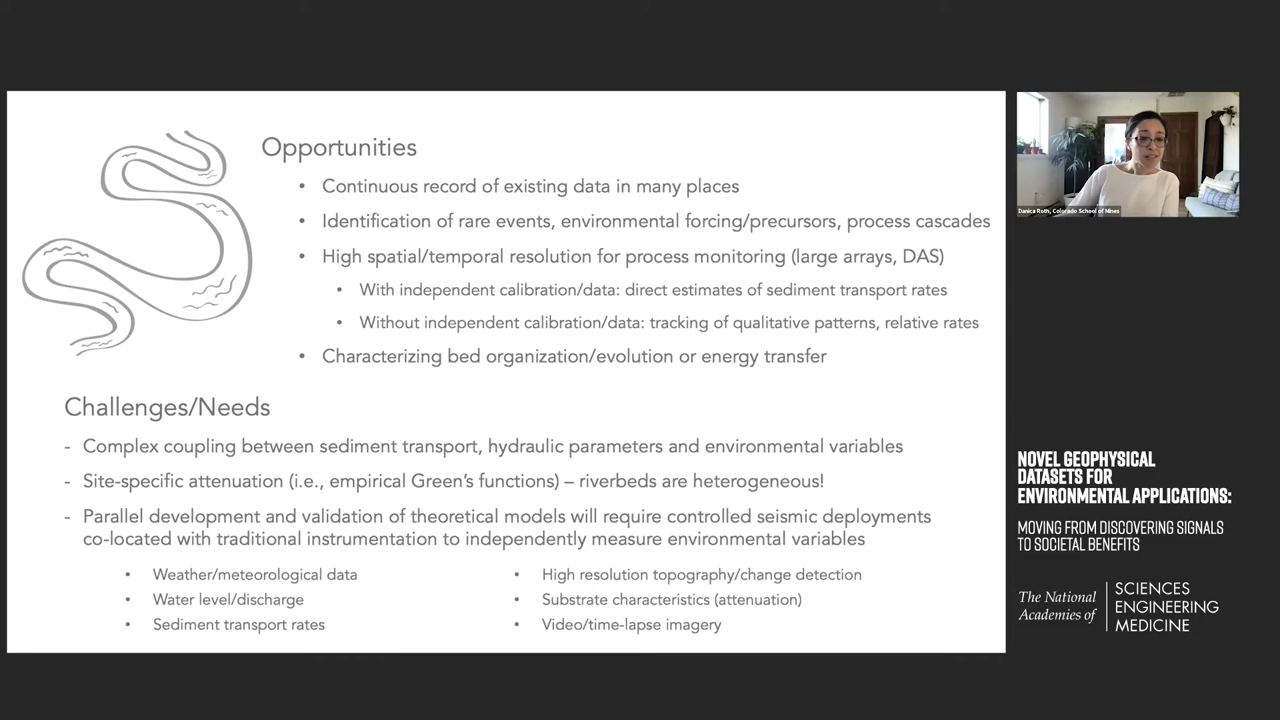 Opportunities
• Continuous record of existing data in many places
• Identification of rare events, environmental forcing/precursors, process cascades
• High spatial/temporal resolution for process monitoring (large arrays, DAS)
• With independent calibration/data: direct estimates of sediment transport rates
• Without independent calibration/data: tracking of qualitative patterns, relative rates
• Characterizing bed organization/evolution or energy transfer
Challenges/Needs
- Complex coupling between sediment transport, hydraulic parameters and environmental variables
- Site-specific attenuation (i.e., empirical Green's functions) – riverbeds are heterogeneous!
- Parallel development and validation of theoretical models will require controlled seismic deployments
co-located with traditional instrumentation to independently measure environmental variables
• Weather/meteorological data
• Water level/discharge
• Sediment transport rates
• High resolution topography/change detection
• Substrate characteristics (attenuation)
• Video/time-lapse imagery
Danica Roth, Colorado School of Mines
NOVEL GEOPHYSICAL
DATASETS FOR
ENVIRONMENTAL APPLICATIONS:
MOVING FROM DISCOVERING SIGNALS
TO SOCIETAL BENEFITS
The National
Academies of
SCIENCES
ENGINEERING
MEDICINE